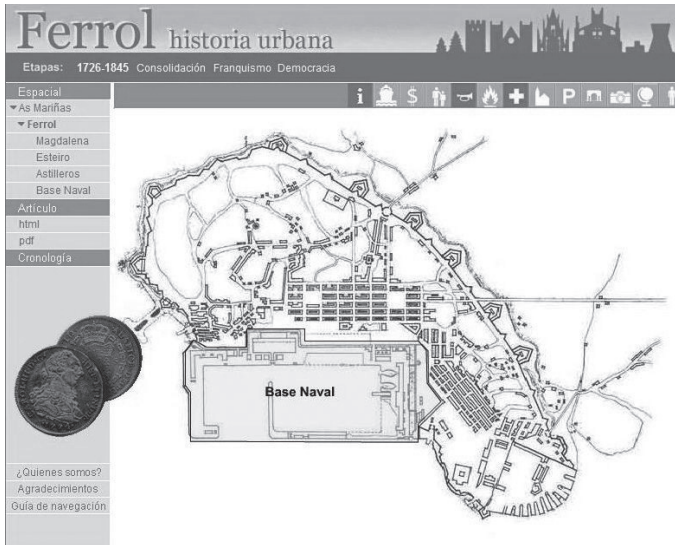 Ferrol historia urbana
Etapas: 1726-1845 Consolidación Franquismo Democracia
Espacial
As Mariñas
Ferrol
Magdalena
Esteiro
Astilleros
Base Naval
Artículo
html
pdf
Cronología
¿Quienes somos?
Agradecimientos
Guía de navegación
i $ P
Base Naval